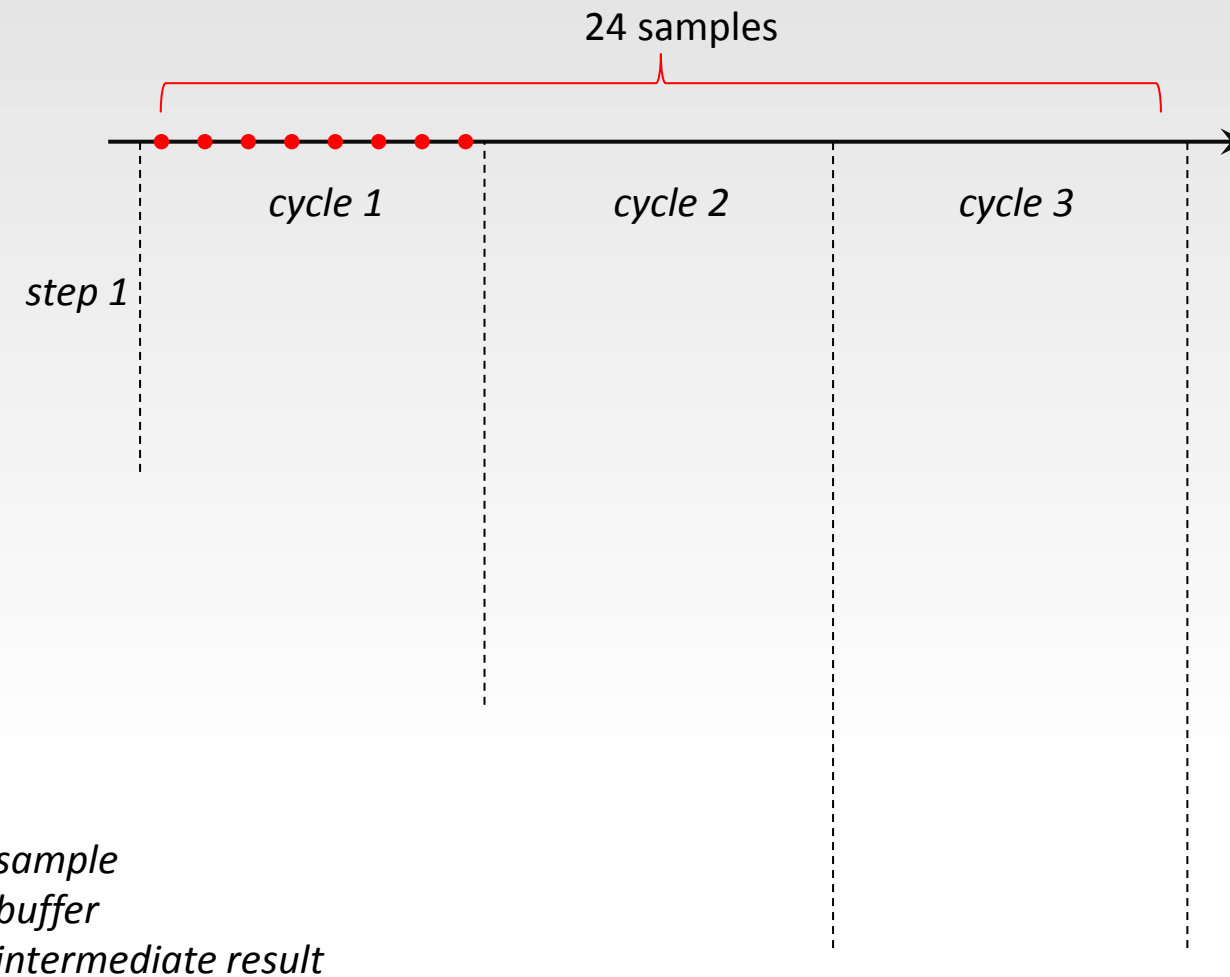 24 samples
cycle 1
cycle 2
cycle 3
step 1
sample
buffer
intermediate result